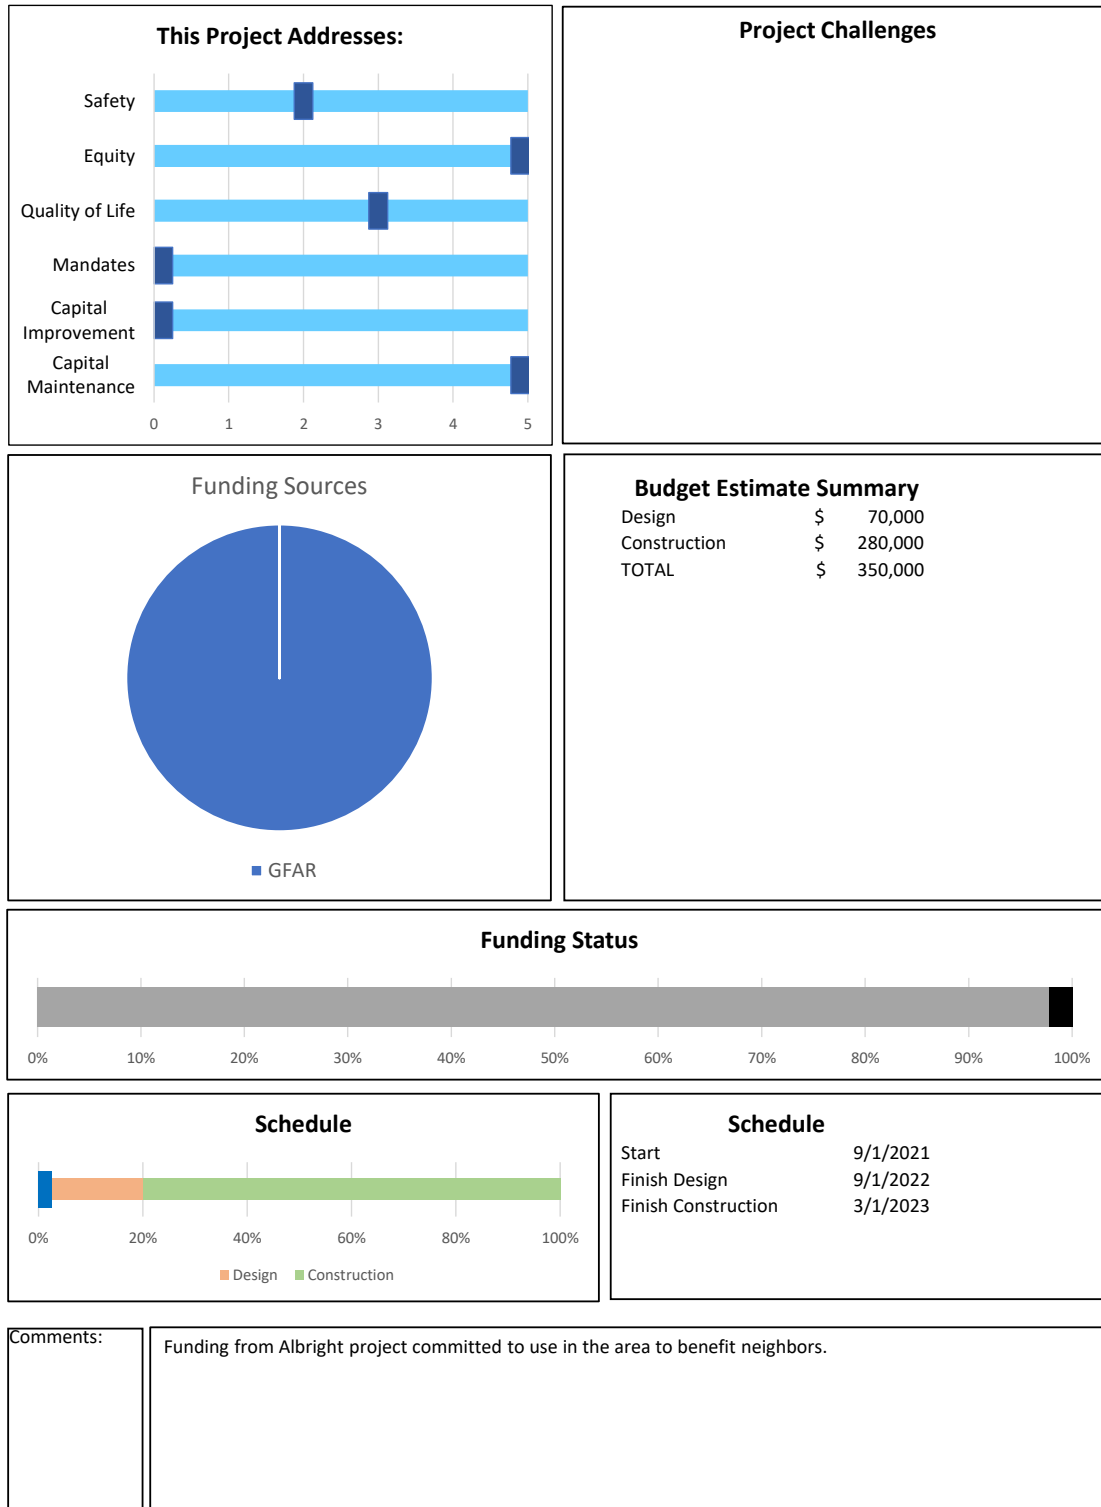 This Project Addresses:
Safety
Equity
Quality of Life
Mandates
Capital
Improvement
Capital
Maintenance
0 1 2 3 4 5
Project Challenges
Funding Sources
GFAR
Budget Estimate Summary
Design $ 70,000
Construction $ 280,000
TOTAL $ 350,000
Funding Status
0% 10% 20% 30% 40% 50% 60% 70% 80% 90% 100%
Schedule
0% 20% 40% 60% 80% 100%
Design Construction
Schedule
Start 9/1/2021
Finish Design 9/1/2022
Finish Construction 3/1/2023
Comments:
Funding from Albright project committed to use in the area to benefit neighbors.